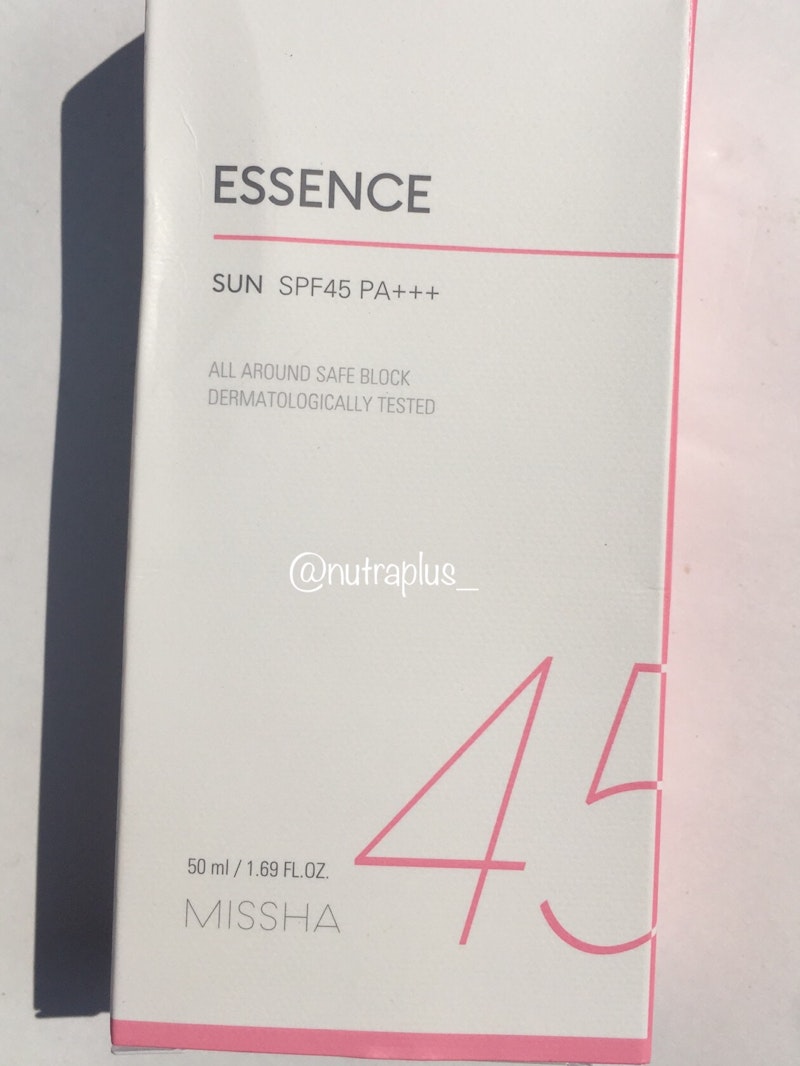 ESSENCE
SUN SPF45 PA+++
ALL AROUND SAFE BLOCK
DERMATOLOGICALLY TESTED
@nutraplus_
45
50 ml / 1.69 FL.OZ.
MISSHA